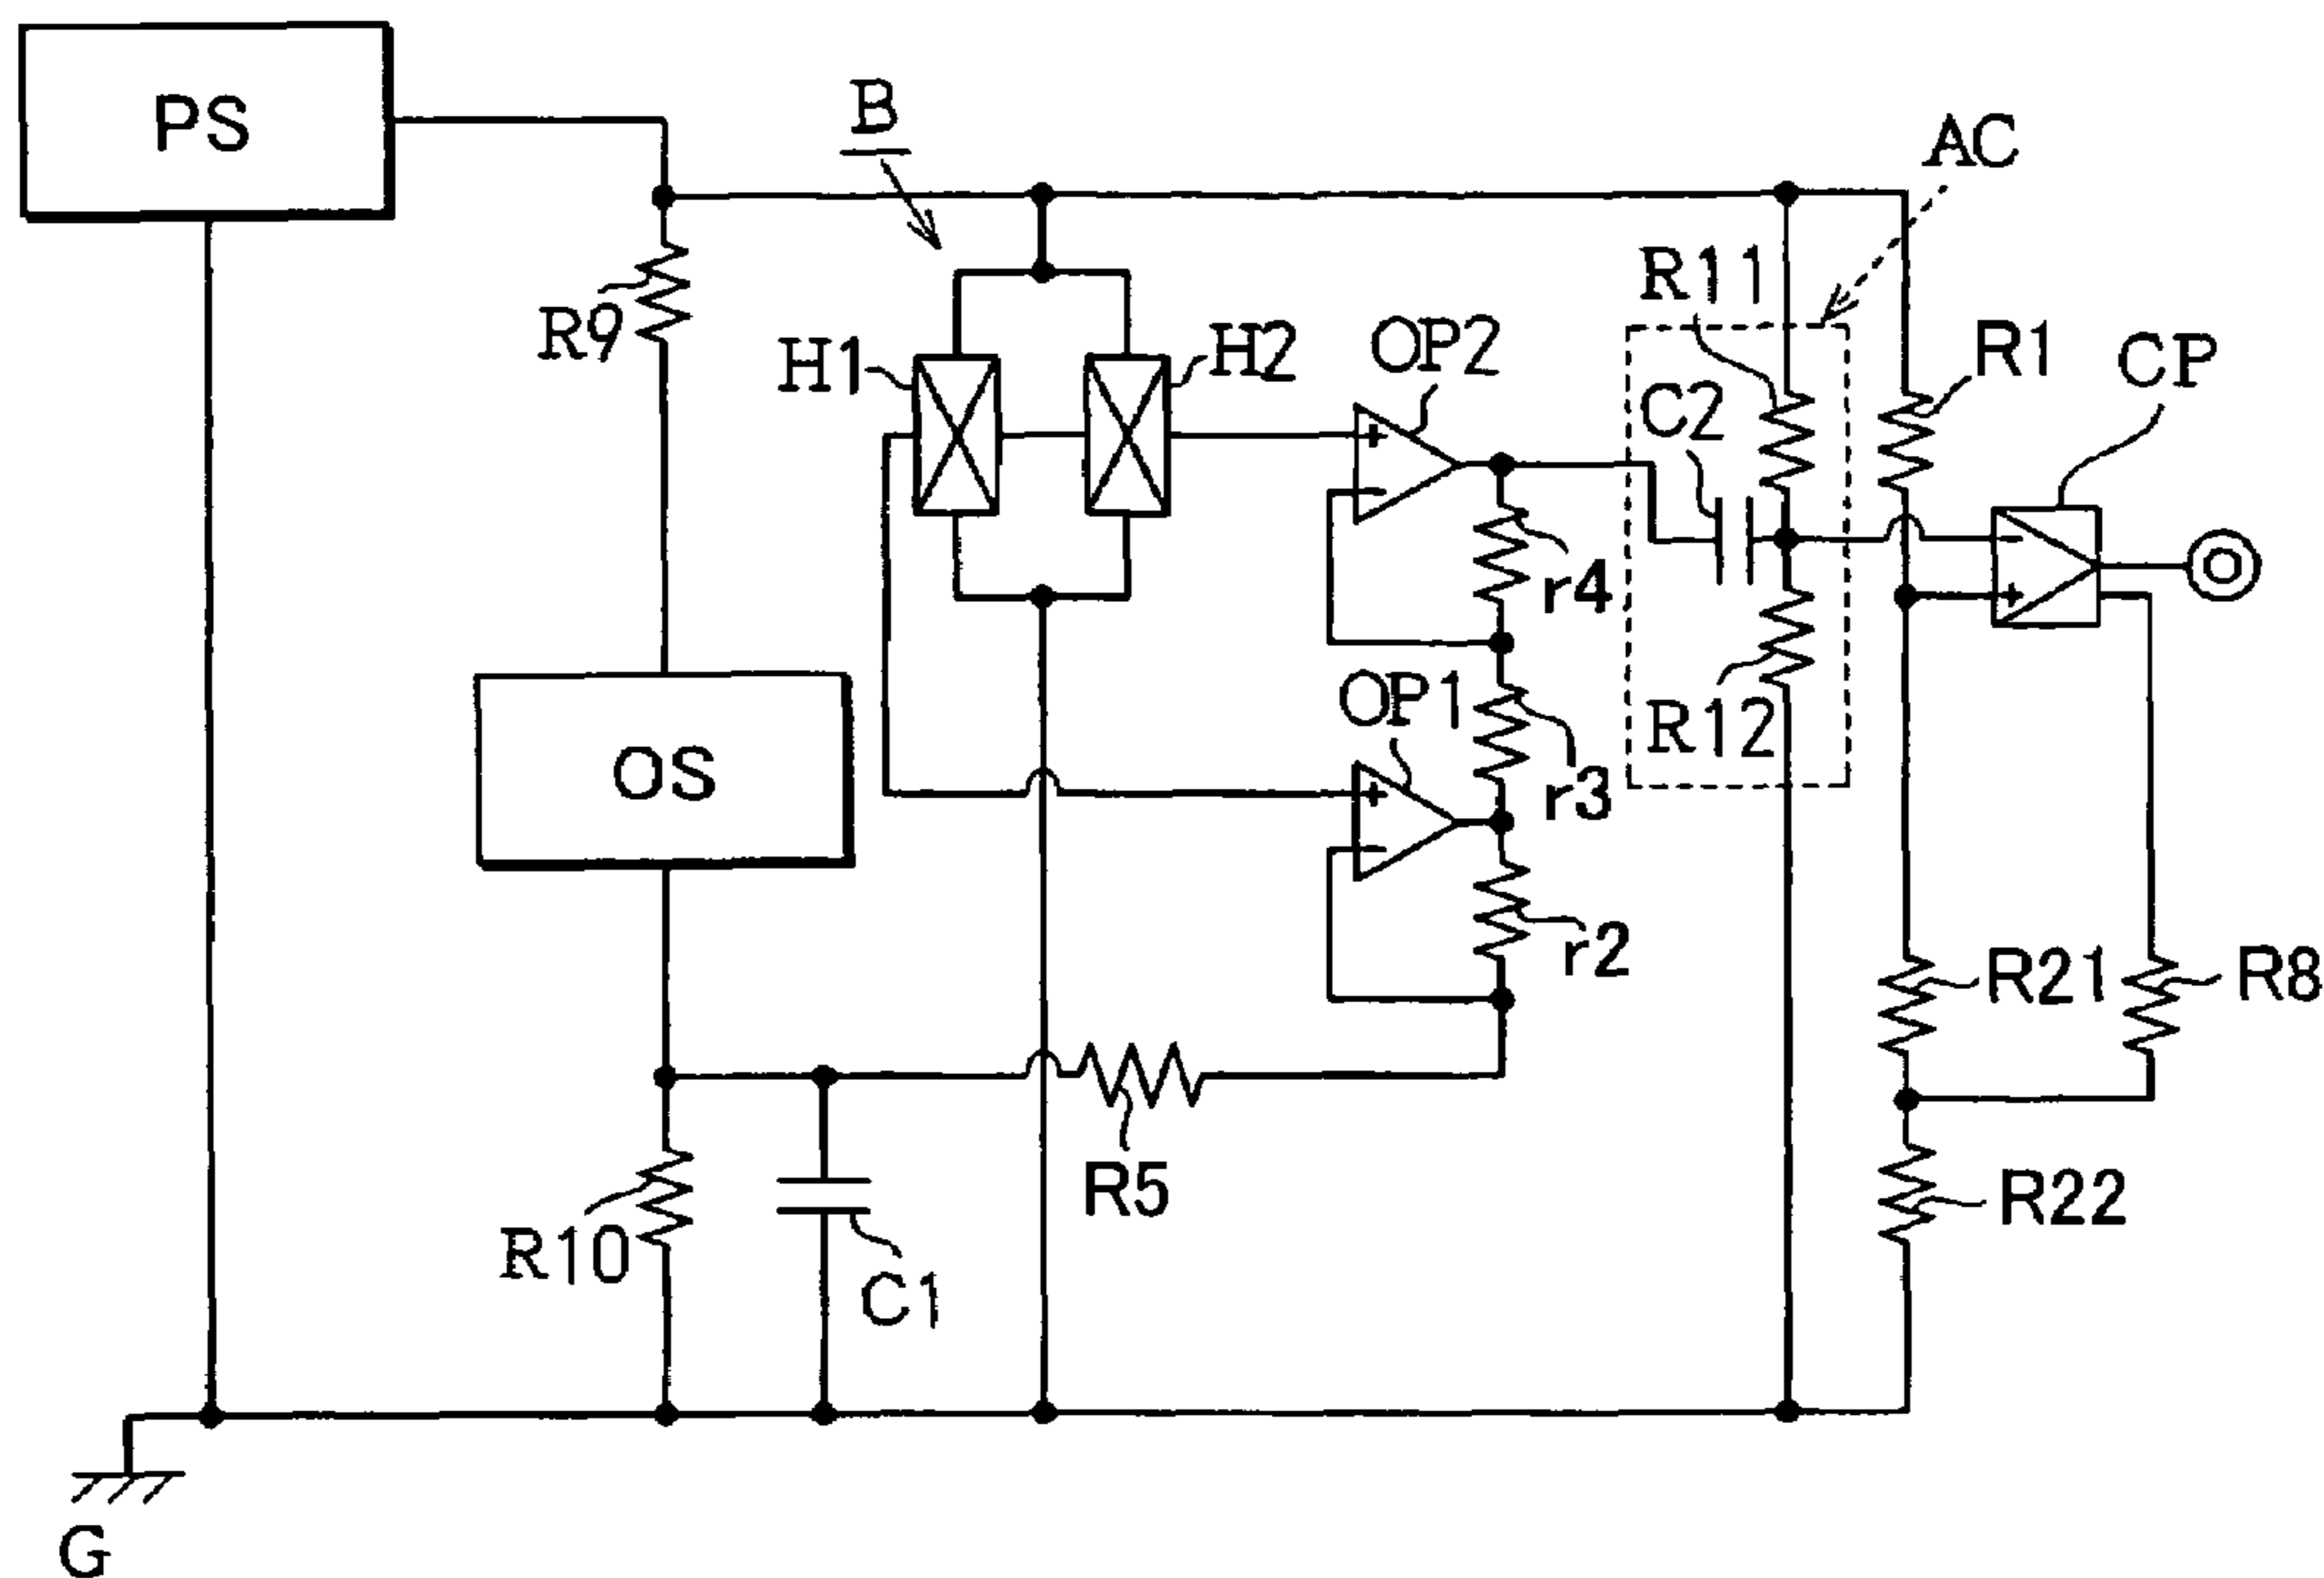 PS
B
AC
R11
R9
H1
H2
OP2
R1
CP
C2
+
−
r4
−
+
OP1
R12
OS
r3
+
−
r2
R21
R8
R5
R22
R10
C1
G